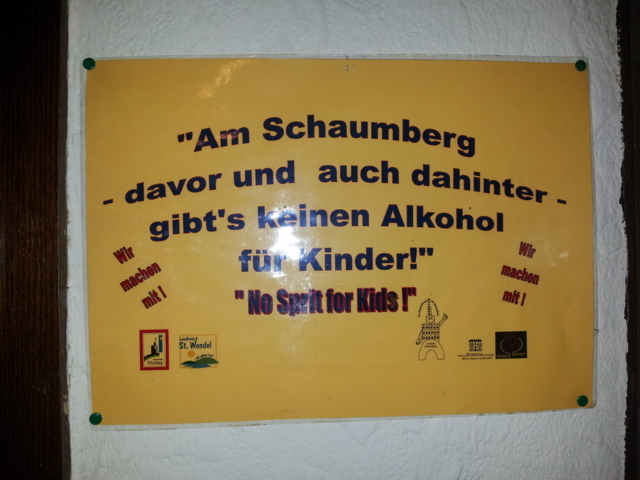 "Am Schaumberg
- davor und auch dahinter -
gibt's keinen Alkohol
für Kinder!"
Wir
machen
mit !
" No Sprit for Kids !"
Wir
machen
mit !
Tholey
Landkreis
St. Wendel